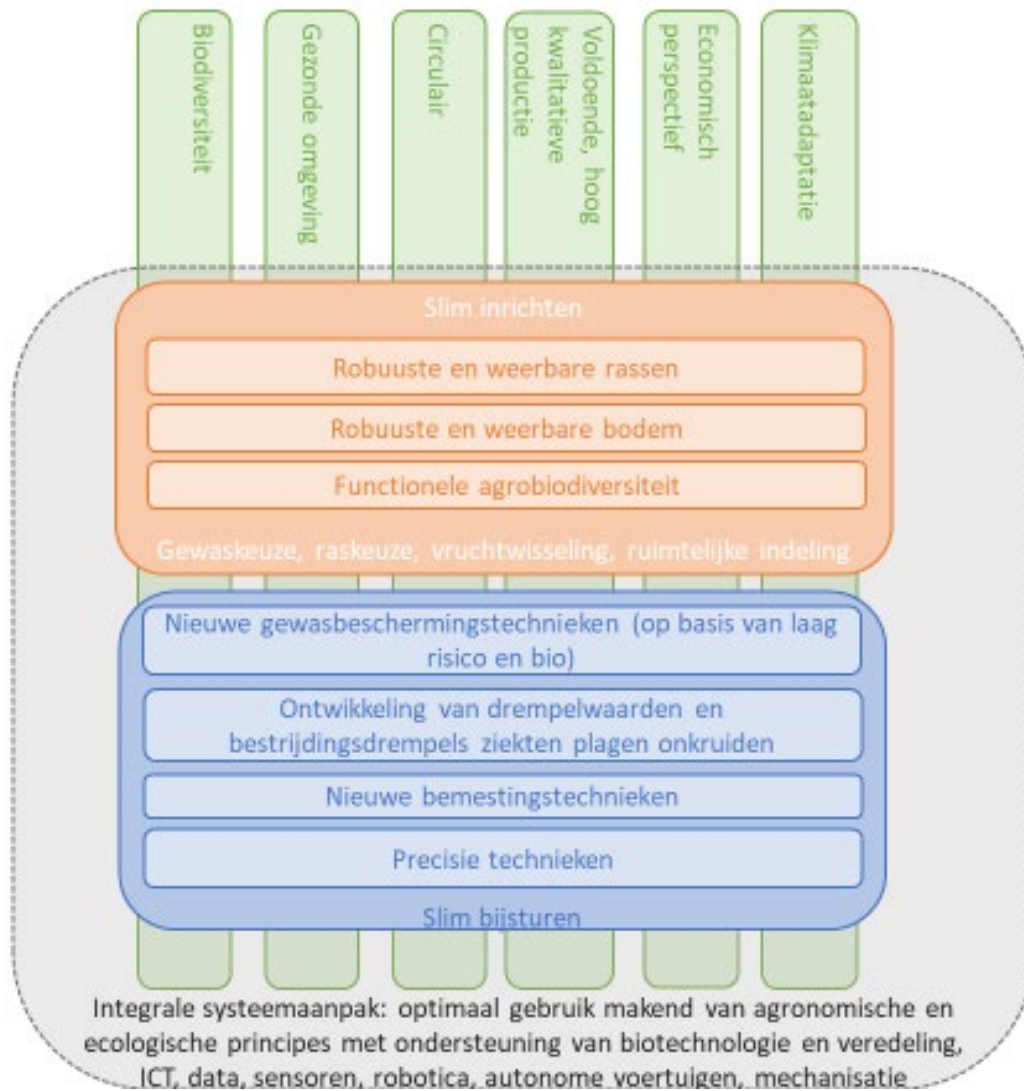 Biodiversiteit
Gezonde omgeving
Circulair
Voldoende, hoog
kwalitatieve
productie
Economisch
perspectief
Klimaatadaptatie
Slim inrichten
Robuuste en weerbare rassen
Robuuste en weerbare bodem
Functionele agrobiodiversiteit
Gewaskeuze, raskeuze, vruchtwisseling, ruimtelijke indeling
Nieuwe gewasbeschermingstechnieken (op basis van laag
risico en bio)
Ontwikkeling van drempelwaarden en
bestrijdingsdrempels ziekten plagen onkruiden
Nieuwe bemestingstechnieken
Precisie technieken
Slim bijsturen
Integrale systeemaanpak: optimaal gebruik makend van agronomische en
ecologische principes met ondersteuning van biotechnologie en veredeling,
ICT, data, sensoren, robotica, autonome voertuigen, mechanisatie